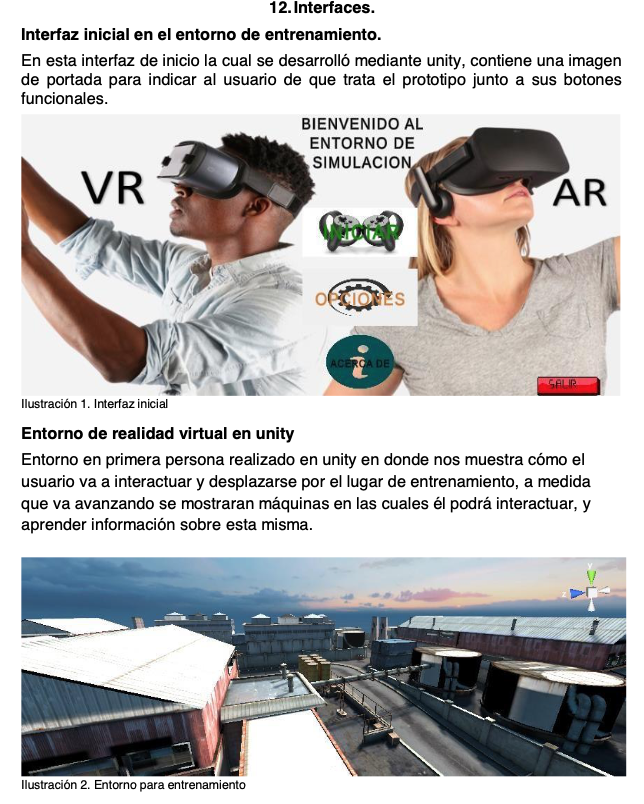 12. Interfaces.
Interfaz inicial en el entorno de entrenamiento.
En esta interfaz de inicio la cual se desarrolló mediante unity, contiene una imagen
de portada para indicar al usuario de que trata el prototipo junto a sus botones
funcionales.
BIENVENIDO AL
ENTORNO DE
SIMULACION
VR
AR
INICIAR
OPCIONES
ACERCA DE
SALIR
Ilustración 1. Interfaz inicial
Entorno de realidad virtual en unity
Entorno en primera persona realizado en unity en donde nos muestra cómo el
usuario va a interactuar y desplazarse por el lugar de entrenamiento, a medida
que va avanzando se mostraran máquinas en las cuales él podrá interactuar, y
aprender información sobre esta misma.
y
Ilustración 2. Entorno para entrenamiento